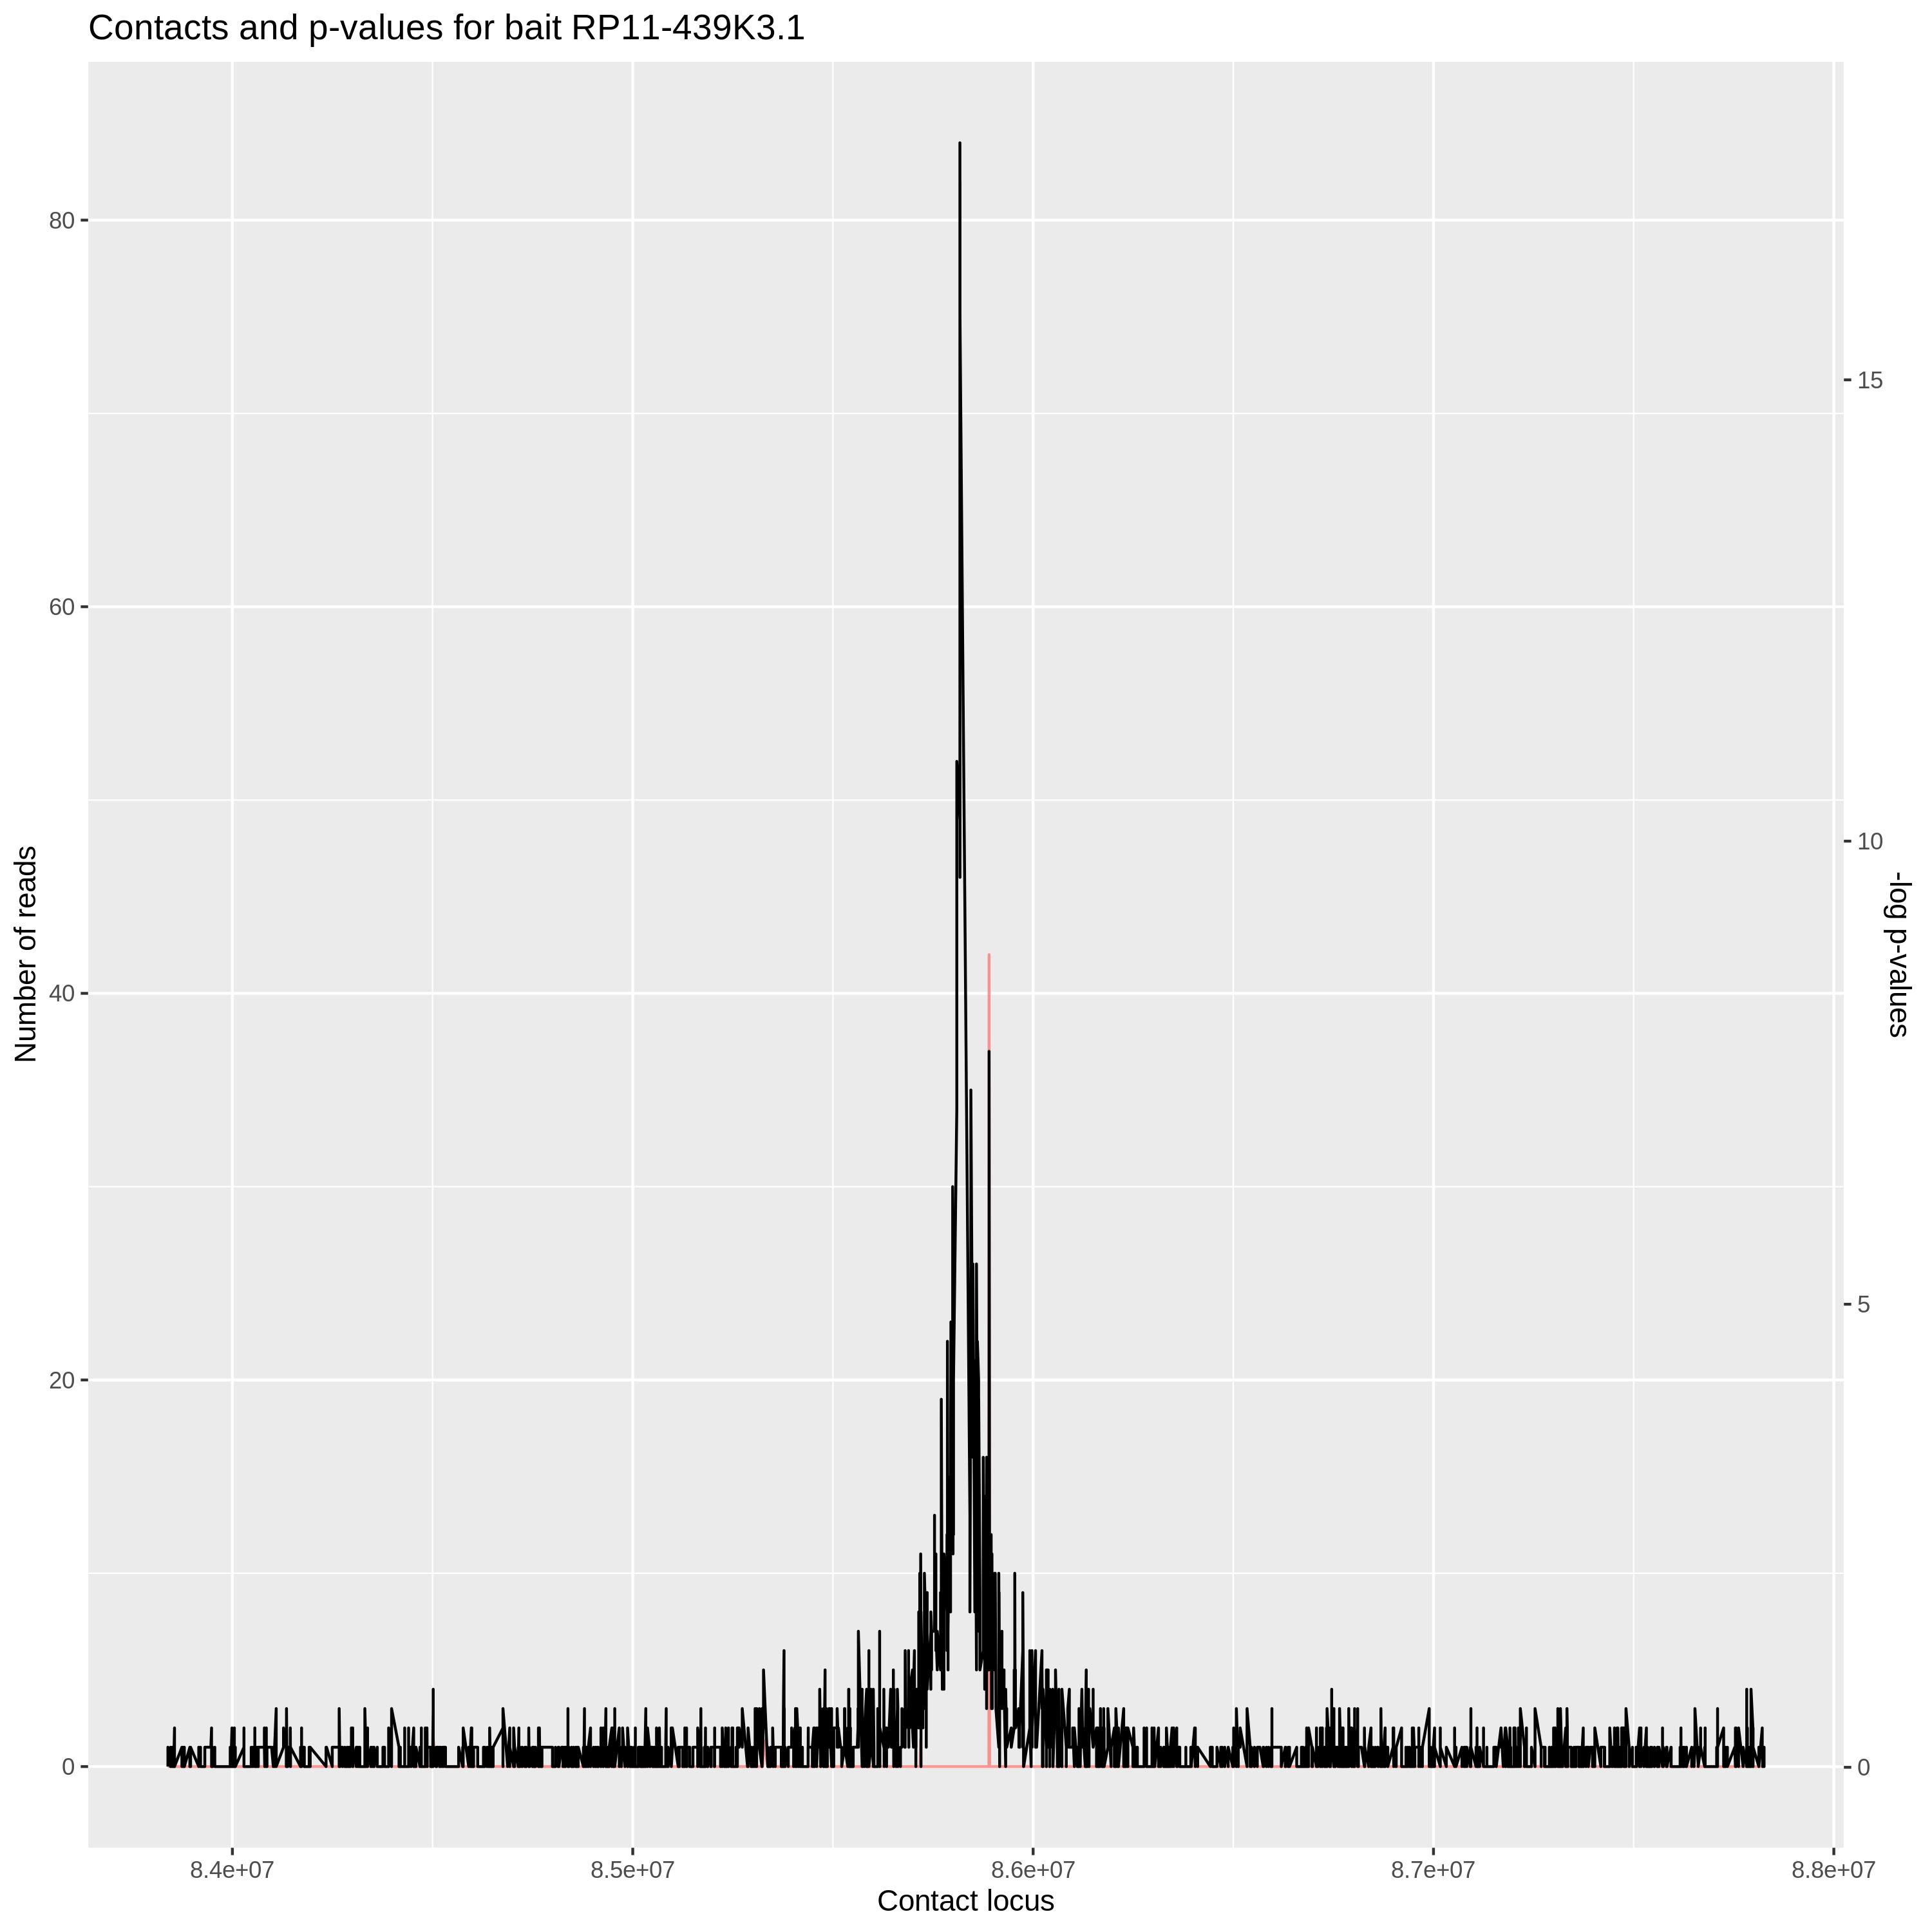 Contacts and p-values for bait RP11-439K3.1
80
60
40
20
0
Number of reads
15
10
5
0
-log p-values
8.4e+07
8.5e+07
8.6e+07
8.7e+07
8.8e+07
Contact locus